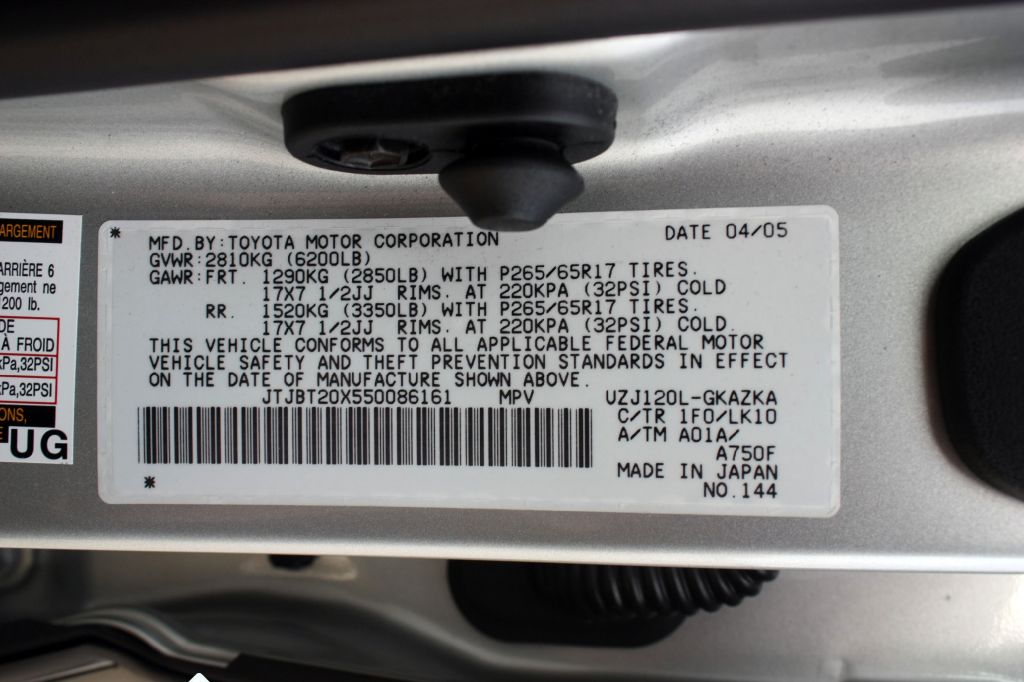 ARGEMENT
ARRIÈRE 6
gement ne
200 lb.
DE
À FROID
kPa,32PSI
kPa,32PSI
ONS,
UG
* MFD.BY:TOYOTA MOTOR CORPORATION DATE 04/05
GVWR:2810KG (6200LB)
GAWR:FRT. 1290KG (2850LB) WITH P265/65R17 TIRES.
17X7 1/2JJ RIMS. AT 220KPA (32PSI) COLD
RR. 1520KG (3350LB) WITH P265/65R17 TIRES.
17X7 1/2JJ RIMS. AT 220KPA (32PSI) COLD.
THIS VEHICLE CONFORMS TO ALL APPLICABLE FEDERAL MOTOR
VEHICLE SAFETY AND THEFT PREVENTION STANDARDS IN EFFECT
ON THE DATE OF MANUFACTURE SHOWN ABOVE.
JTJBT20X550086161 MPV UZJ120L-GKAZKA
C/TR 1F0/LK10
A/TM A01A/
A750F
MADE IN JAPAN
* NO.144